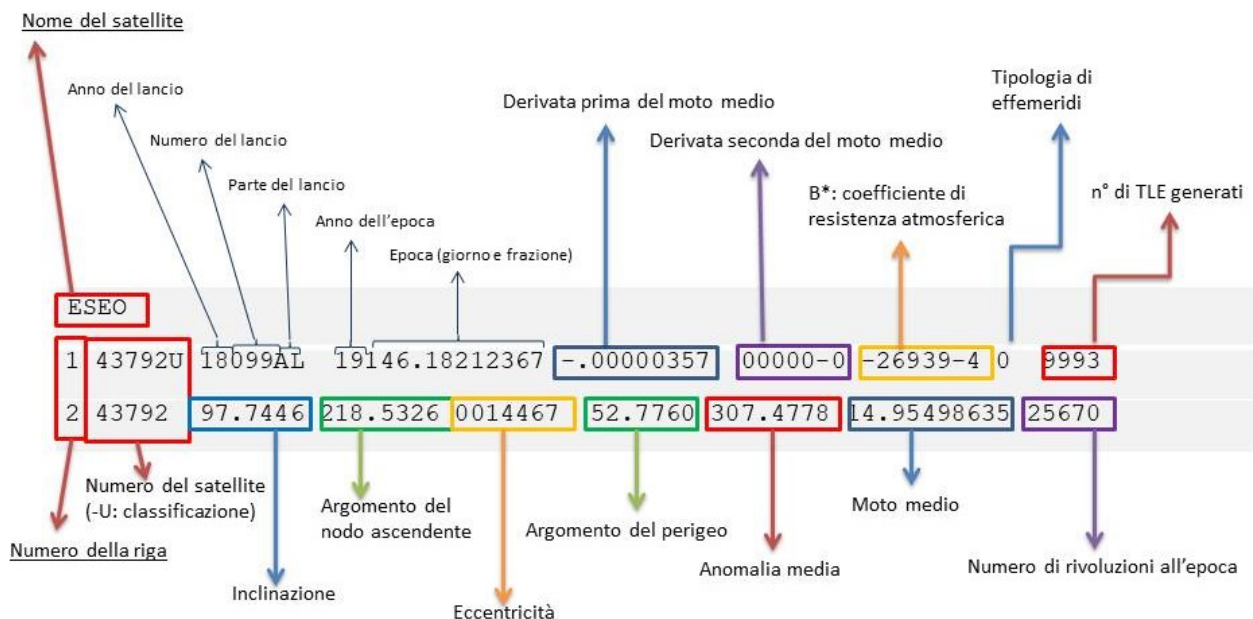 Nome del satellite
Anno del lancio
Numero del lancio
Parte del lancio
Anno dell'epoca
Epoca (giorno e frazione)
Derivata prima del moto medio
Derivata seconda del moto medio
B*: coefficiente di
resistenza atmosferica
Tipologia di
effemeridi
n° di TLE generati
ESEO
1 43792U 18099AL 19146.18212367 -.00000357 00000-0 -26939-4 0 9993
2 43792 97.7446 218.5326 0014467 52.7760 307.4778 14.95498635 25670
Numero della riga
Numero del satellite
(-U: classificazione)
Inclinazione
Argomento del
nodo ascendente
Eccentricità
Argomento del perigeo
Anomalia media
Moto medio
Numero di rivoluzioni all'epoca